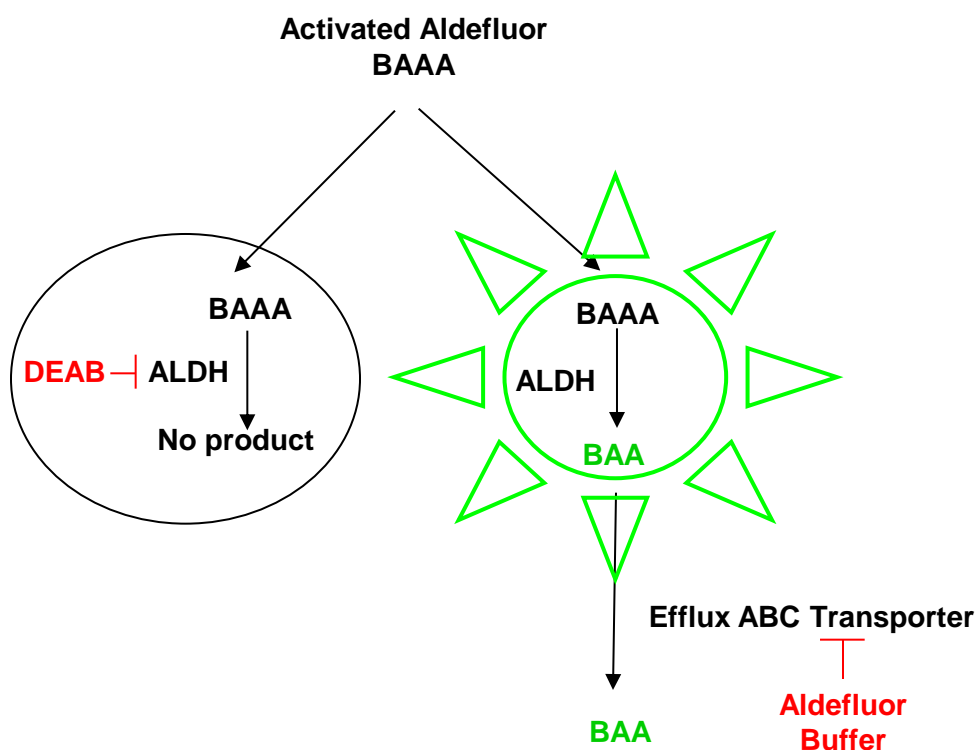 Activated Aldefluor
BAAA
BAAA
DEAB
ALDH
No product
BAAA
ALDH
BAA
Efflux ABC Transporter
BAA
Aldefluor
Buffer